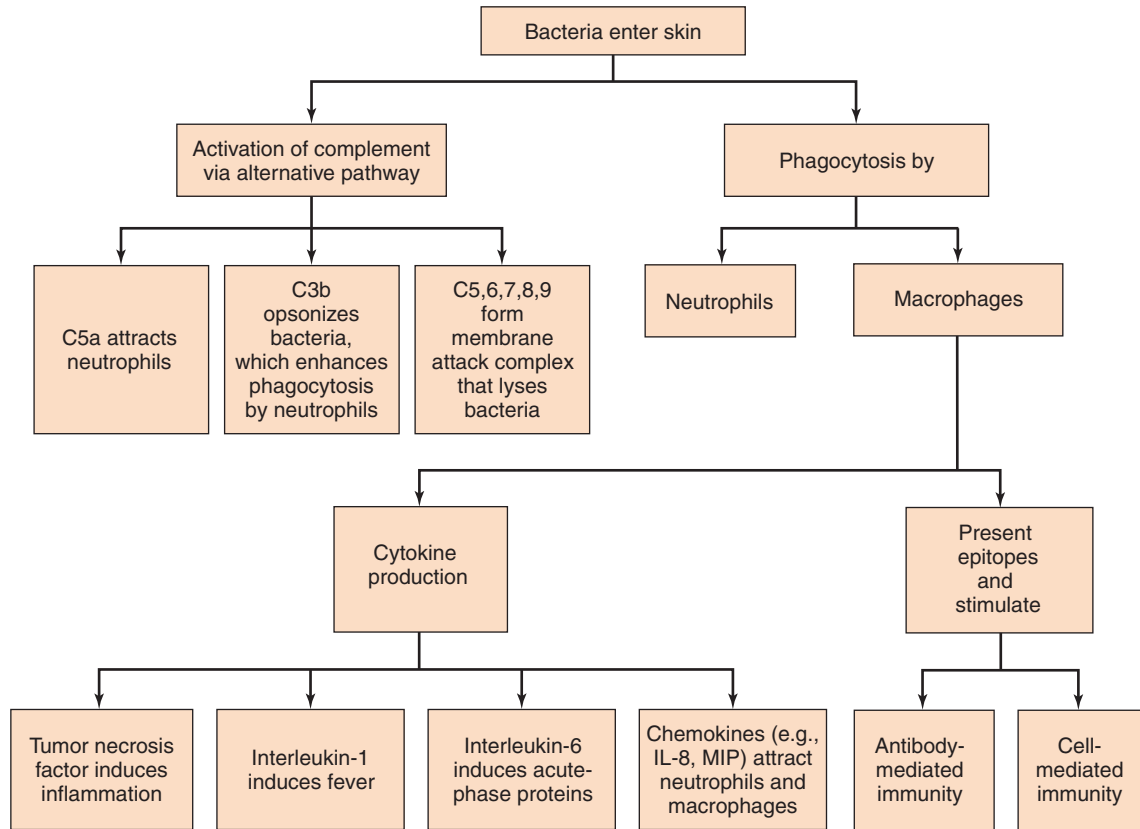 Bacteria enter skin
Activation of complement
via alternative pathway
Phagocytosis by
C5a attracts
neutrophils
C3b
opsonizes
bacteria,
which enhances
phagocytosis
by neutrophils
C5,6,7,8,9
form
membrane
attack complex
that lyses
bacteria
Neutrophils
Macrophages
Cytokine
production
Present
epitopes
and
stimulate
Tumor necrosis
factor induces
inflammation
Interleukin-1
induces fever
Interleukin-6
induces acute-
phase proteins
Chemokines (e.g.,
IL-8, MIP) attract
neutrophils and
macrophages
Antibody-
mediated
immunity
Cell-
mediated
immunity